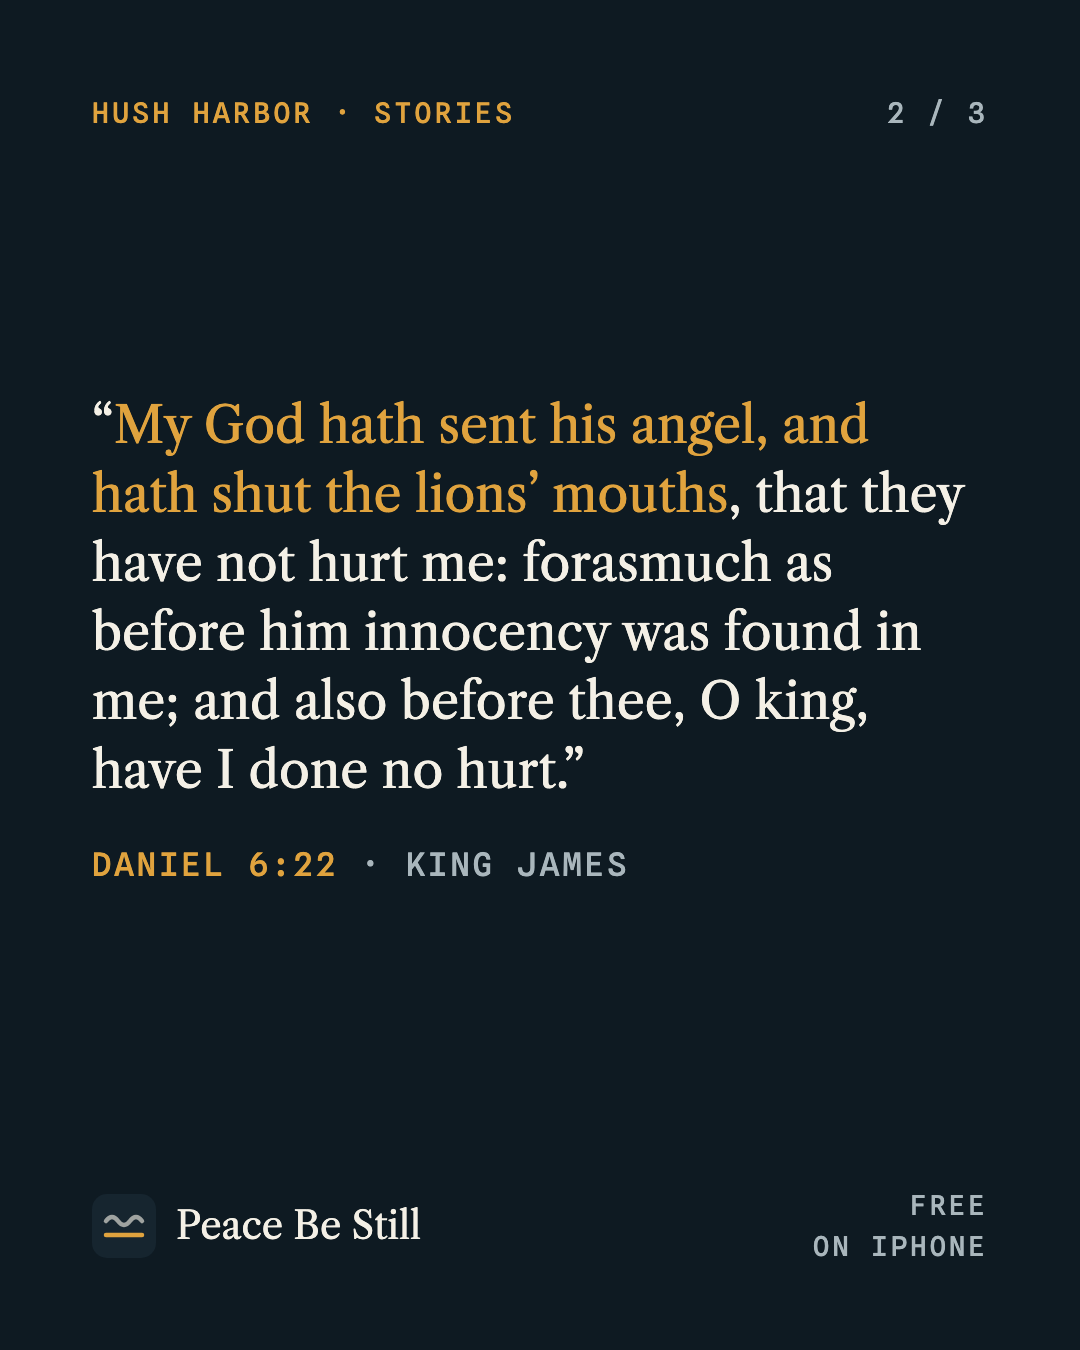 HUSH HARBOR · STORIES
2 / 3
“My God hath sent his angel, and
hath shut the lions’ mouths, that they
have not hurt me: forasmuch as
before him innocency was found in
me; and also before thee, O king,
have I done no hurt.”
DANIEL 6:22 · KING JAMES
Peace Be Still
FREE
ON IPHONE